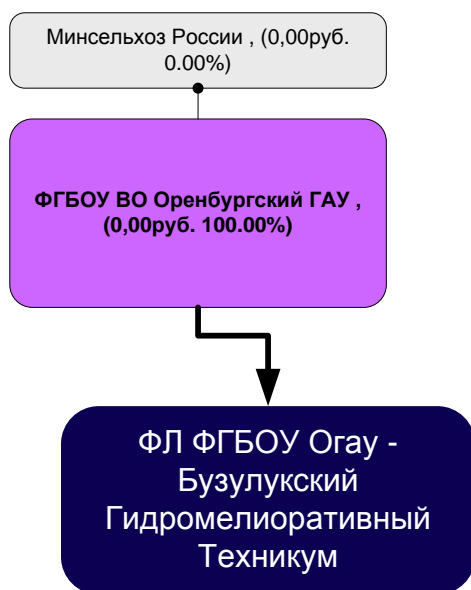 Минсельхоз России , (0,00руб.
0.00%)
ФГБОУ ВО Оренбургский ГАУ ,
(0,00руб. 100.00%)
ФЛ ФГБОУ Огау -
Бузулукский
Гидромелиоративный
Техникум